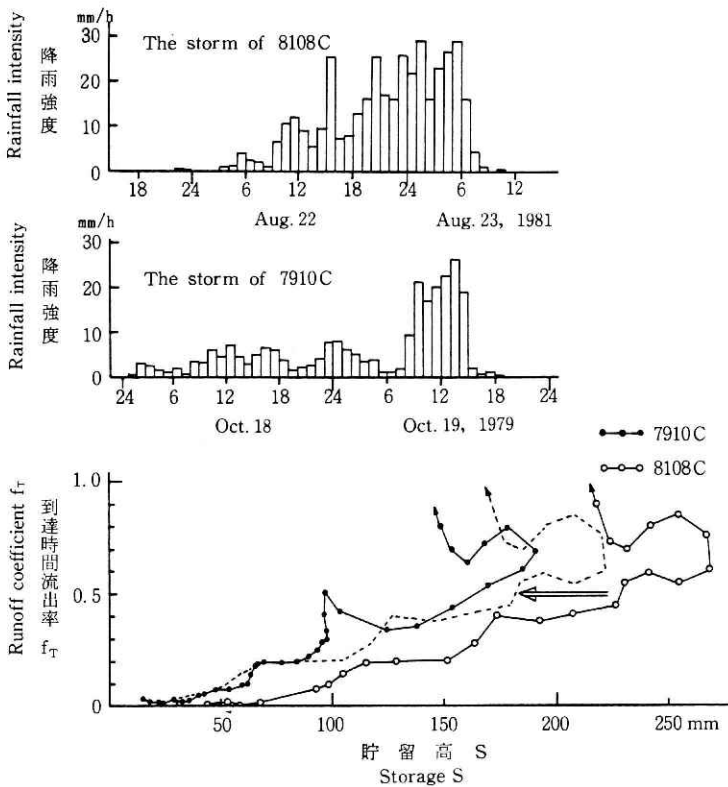 mm/h
Rainfall intensity
降雨強度
The storm of 8108C
30
20
10
0
18 24 6 12 18 24 6 12
Aug. 22 Aug. 23, 1981
mm/h
Rainfall intensity
降雨強度
The storm of 7910C
30
20
10
0
24 6 12 18 24 6 12 18 24
Oct. 18 Oct. 19, 1979
7910C
8108C
Runoff coefficient fT
到達時間流出率 fT
1.0
0.5
0
50 100 150 200 250 mm
貯留高 S
Storage S